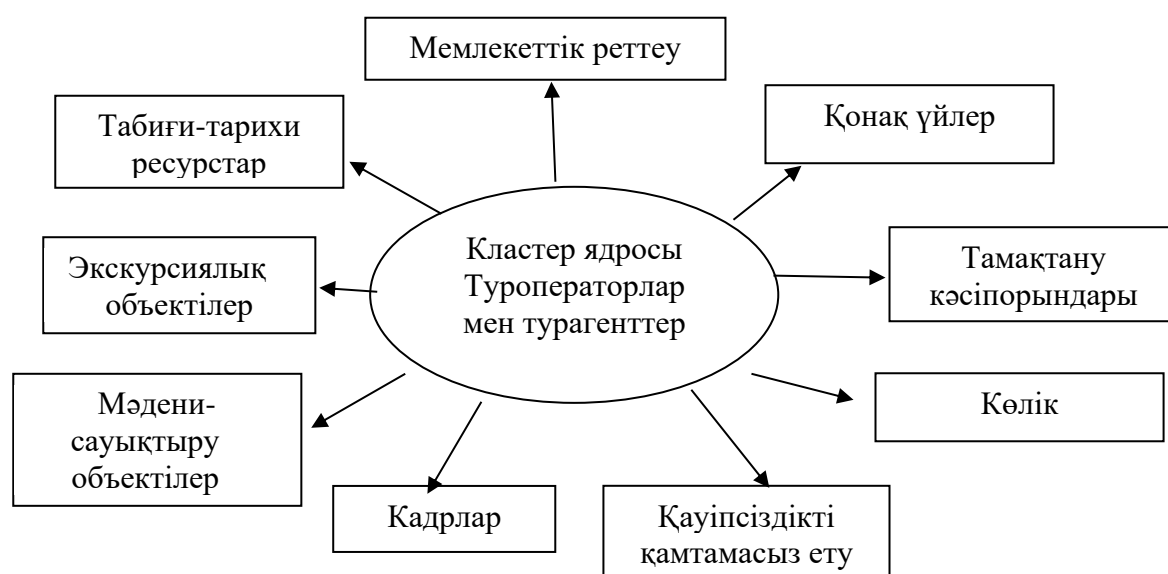 Мемлекеттік реттеу
Қонақ үйлер
Табиғи-тарихи
ресурстар
Кластер ядросы
Туроператорлар
мен турагенттер
Экскурсиялық
объектілер
Тамақтану
кәсіпорындары
Мәдени-
сауықтыру
объектілер
Көлік
Кадрлар
Қауіпсіздікті
қамтамасыз ету